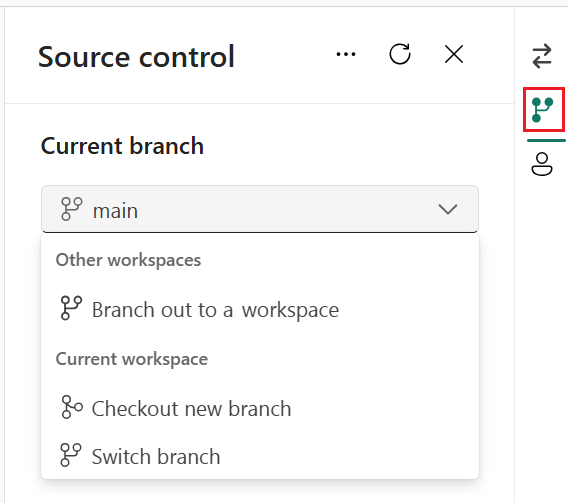 Source control
Current branch
main
Other workspaces
Branch out to a workspace
Current workspace
Checkout new branch
Switch branch